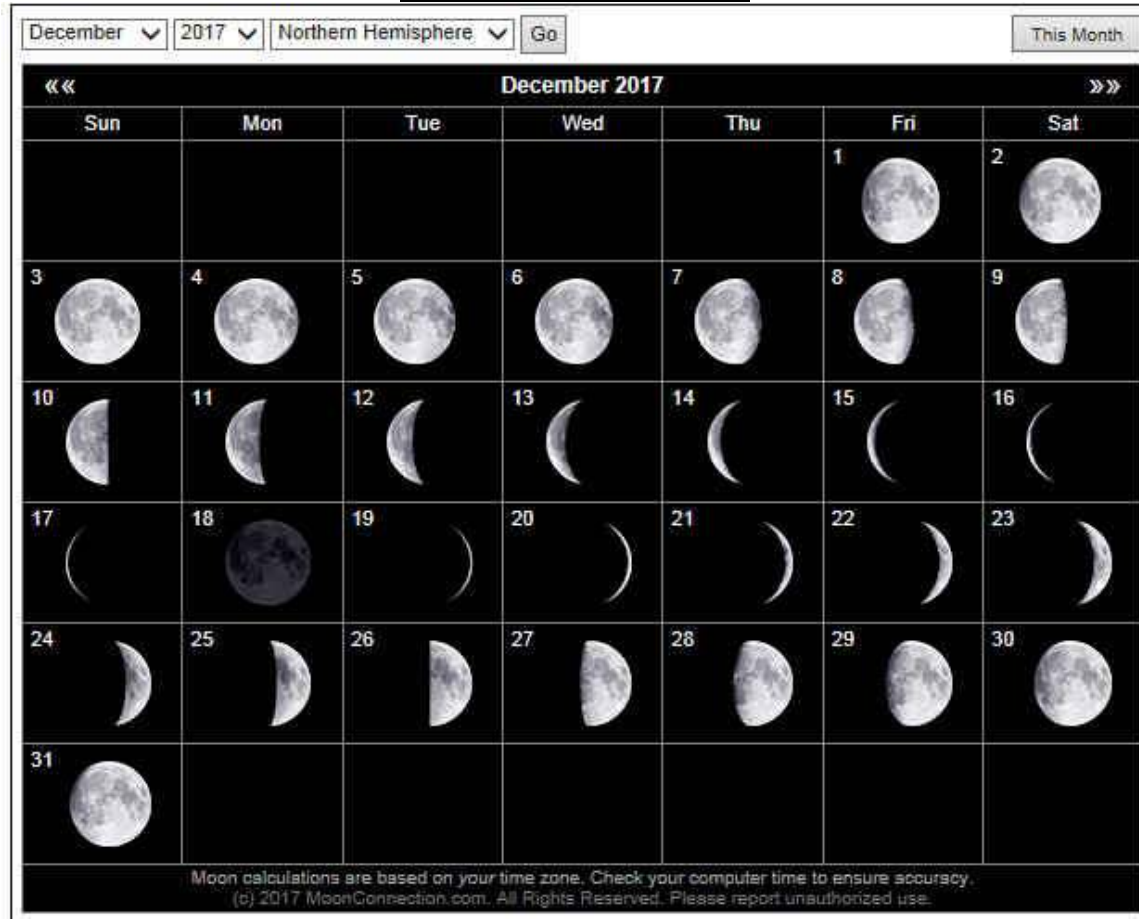 December 2017 Northern Hemisphere Go This Month
«« December 2017 »»
Sun Mon Tue Wed Thu Fri Sat
1 2
3 4 5 6 7 8 9
10 11 12 13 14 15 16
17 18 19 20 21 22 23
24 25 26 27 28 29 30
31
Moon calculations are based on your time zone. Check your computer time to ensure accuracy.
(c) 2017 MoonConnection.com. All Rights Reserved. Please report unauthorized use.